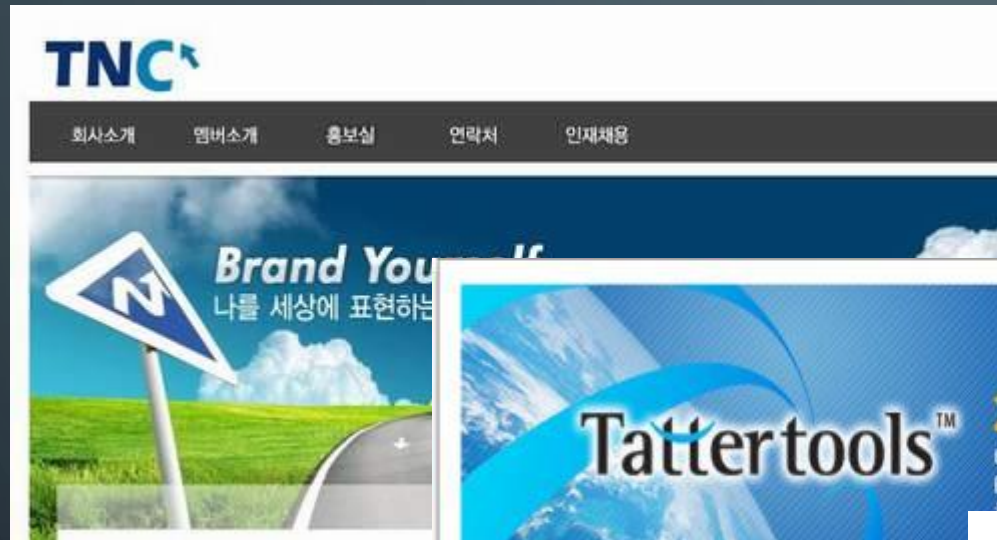 TNC
회사소개 멤버소개 홍보실 연락처 인재채용
Brand Yourself
나를 세상에 표현하는
Tattertools™